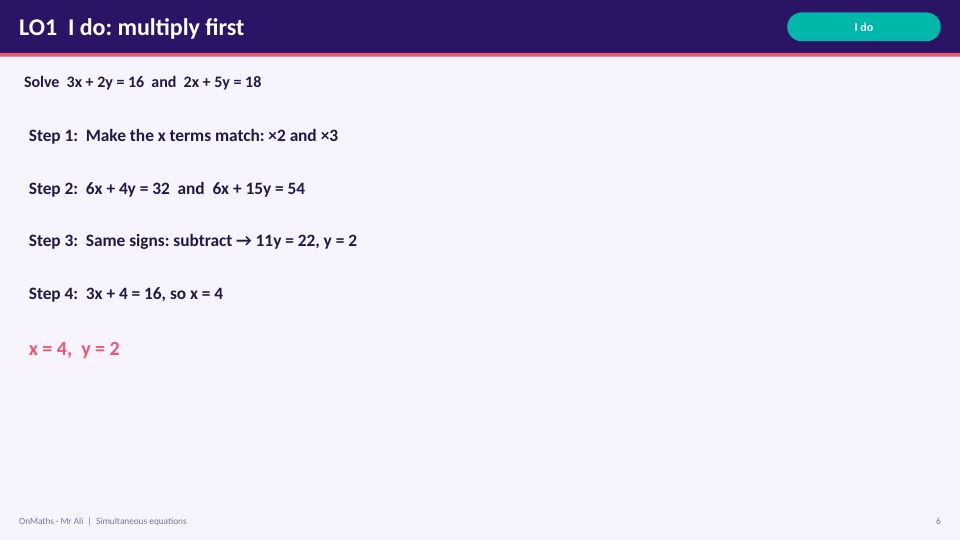 LO1 I do: multiply first
I do
Solve 3x + 2y = 16 and 2x + 5y = 18
Step 1: Make the x terms match: ×2 and ×3
Step 2: 6x + 4y = 32 and 6x + 15y = 54
Step 3: Same signs: subtract → 11y = 22, y = 2
Step 4: 3x + 4 = 16, so x = 4
x = 4, y = 2
OnMaths - Mr Ali | Simultaneous equations
6